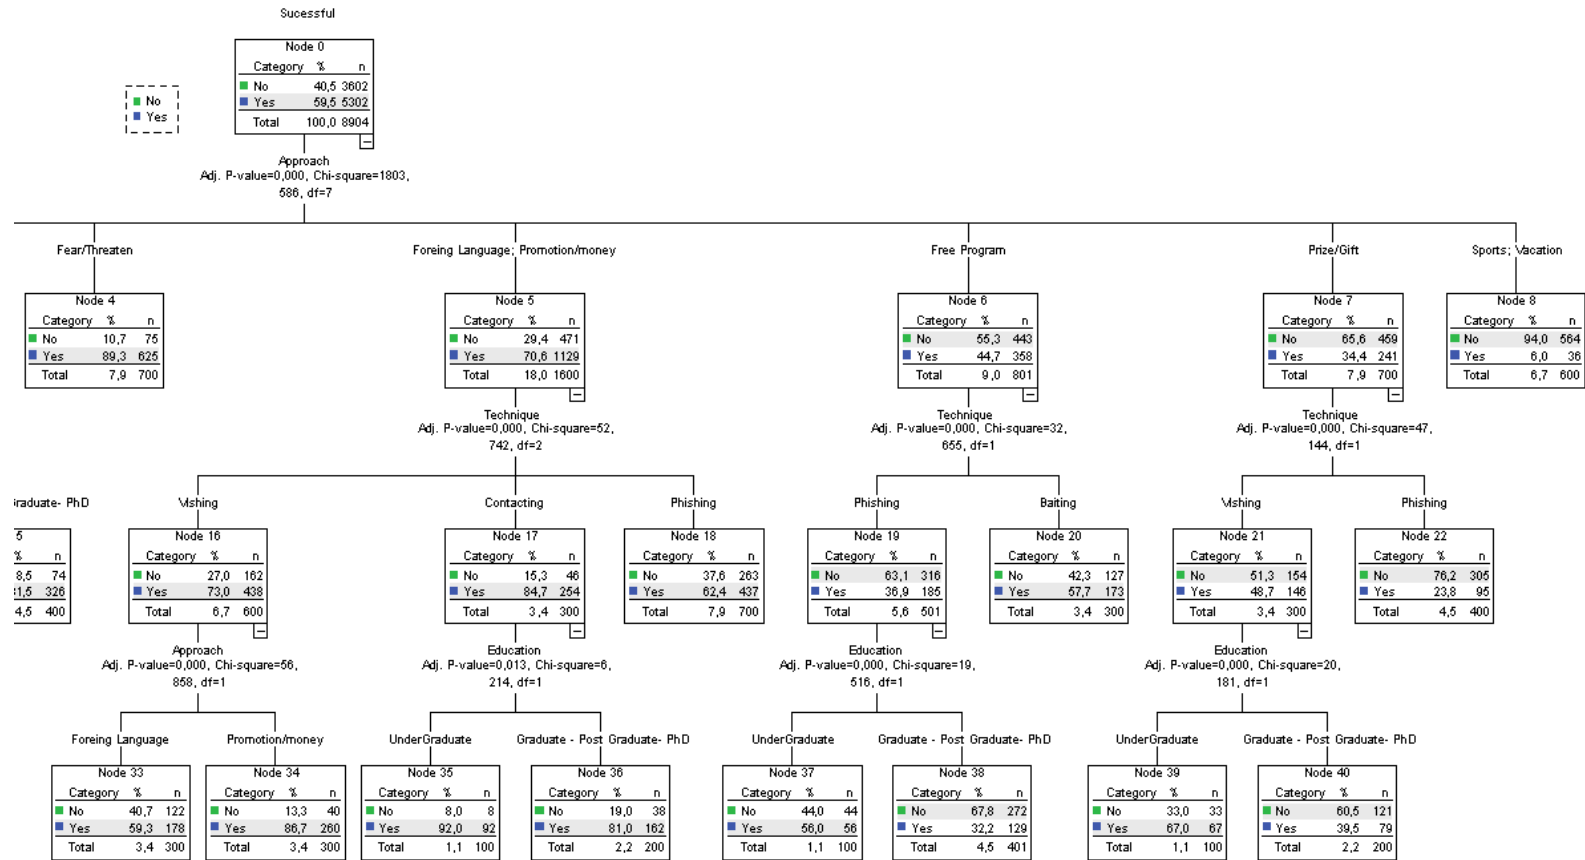 Sucessful
Node 0
Category % n
No 40,5 3602
Yes 59,5 5302
Total 100,0 8904
No
Yes
Approach
Adj. P-value=0,000, Chi-square=1803,
586, df=7
Fear/Threaten
Node 4
Category % n
No 10,7 75
Yes 89,3 625
Total 7,9 700
Foreing Language; Promotion/money
Node 5
Category % n
No 29,4 471
Yes 70,6 1129
Total 18,0 1600
Free Program
Node 6
Category % n
No 55,3 443
Yes 44,7 358
Total 9,0 801
Prize/Gift
Node 7
Category % n
No 65,6 459
Yes 34,4 241
Total 7,9 700
Sports; Vacation
Node 8
Category % n
No 94,0 564
Yes 6,0 36
Total 6,7 600
Technique
Adj. P-value=0,000, Chi-square=52,
742, df=2
Technique
Adj. P-value=0,000, Chi-square=32,
655, df=1
Technique
Adj. P-value=0,000, Chi-square=47,
144, df=1
Graduate- PhD
5
% n
8,5 74
31,5 326
4,5 400
Vishing
Node 16
Category % n
No 27,0 162
Yes 73,0 438
Total 6,7 600
Contacting
Node 17
Category % n
No 15,3 46
Yes 84,7 254
Total 3,4 300
Phishing
Node 18
Category % n
No 37,6 263
Yes 62,4 437
Total 7,9 700
Phishing
Node 19
Category % n
No 63,1 316
Yes 36,9 185
Total 5,6 501
Baiting
Node 20
Category % n
No 42,3 127
Yes 57,7 173
Total 3,4 300
Vishing
Node 21
Category % n
No 51,3 154
Yes 48,7 146
Total 3,4 300
Phishing
Node 22
Category % n
No 76,2 305
Yes 23,8 95
Total 4,5 400
Approach
Adj. P-value=0,000, Chi-square=56,
858, df=1
Education
Adj. P-value=0,013, Chi-square=6,
214, df=1
Education
Adj. P-value=0,000, Chi-square=19,
516, df=1
Education
Adj. P-value=0,000, Chi-square=20,
181, df=1
Foreing Language
Node 33
Category % n
No 40,7 122
Yes 59,3 178
Total 3,4 300
Promotion/money
Node 34
Category % n
No 13,3 40
Yes 86,7 260
Total 3,4 300
UnderGraduate
Node 35
Category % n
No 8,0 8
Yes 92,0 92
Total 1,1 100
Graduate - Post Graduate- PhD
Node 36
Category % n
No 19,0 38
Yes 81,0 162
Total 2,2 200
UnderGraduate
Node 37
Category % n
No 44,0 44
Yes 56,0 56
Total 1,1 100
Graduate - Post Graduate- PhD
Node 38
Category % n
No 67,8 272
Yes 32,2 129
Total 4,5 401
UnderGraduate
Node 39
Category % n
No 33,0 33
Yes 67,0 67
Total 1,1 100
Graduate - Post Graduate- PhD
Node 40
Category % n
No 60,5 121
Yes 39,5 79
Total 2,2 200